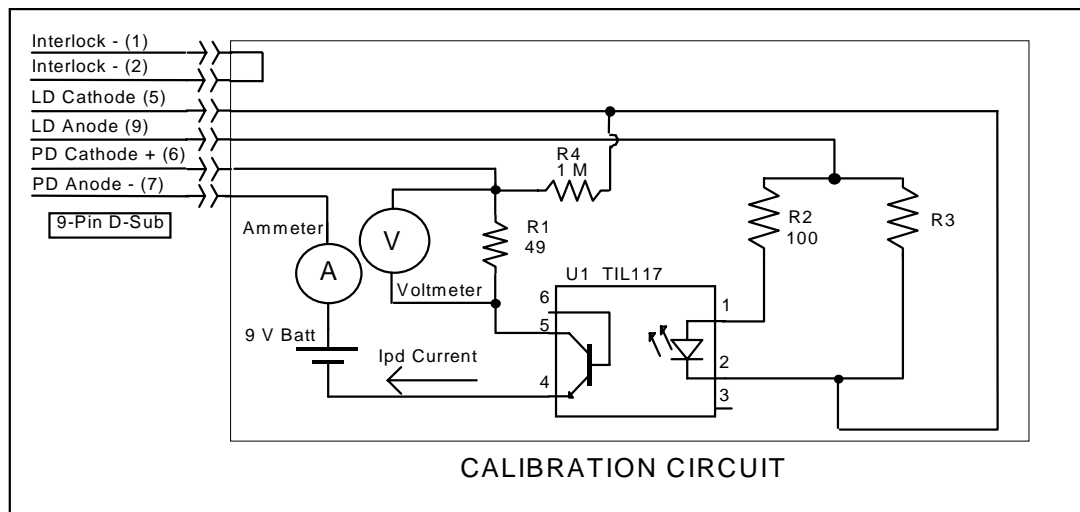 Interlock - (1)
Interlock - (2)
LD Cathode (5)
LD Anode (9)
PD Cathode + (6)
PD Anode - (7)
9-Pin D-Sub
Ammeter
A
9 V Batt
V
Voltmeter
Ipd Current
R4
1 M
R1
49
U1 TIL117
6
5
4
1
2
3
R2
100
R3
CALIBRATION CIRCUIT